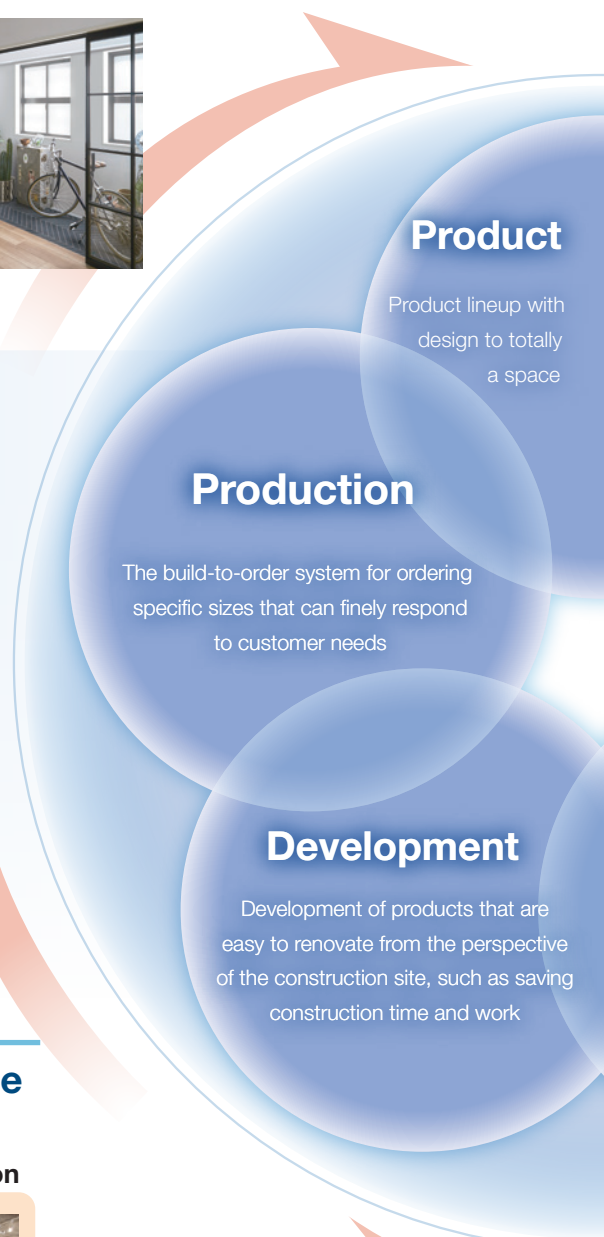 Product
Product lineup with
design to totally
a space
Production
The build-to-order system for ordering
specific sizes that can finely respond
to customer needs
Development
Development of products that are
easy to renovate from the perspective
of the construction site, such as saving
construction time and work
e
on